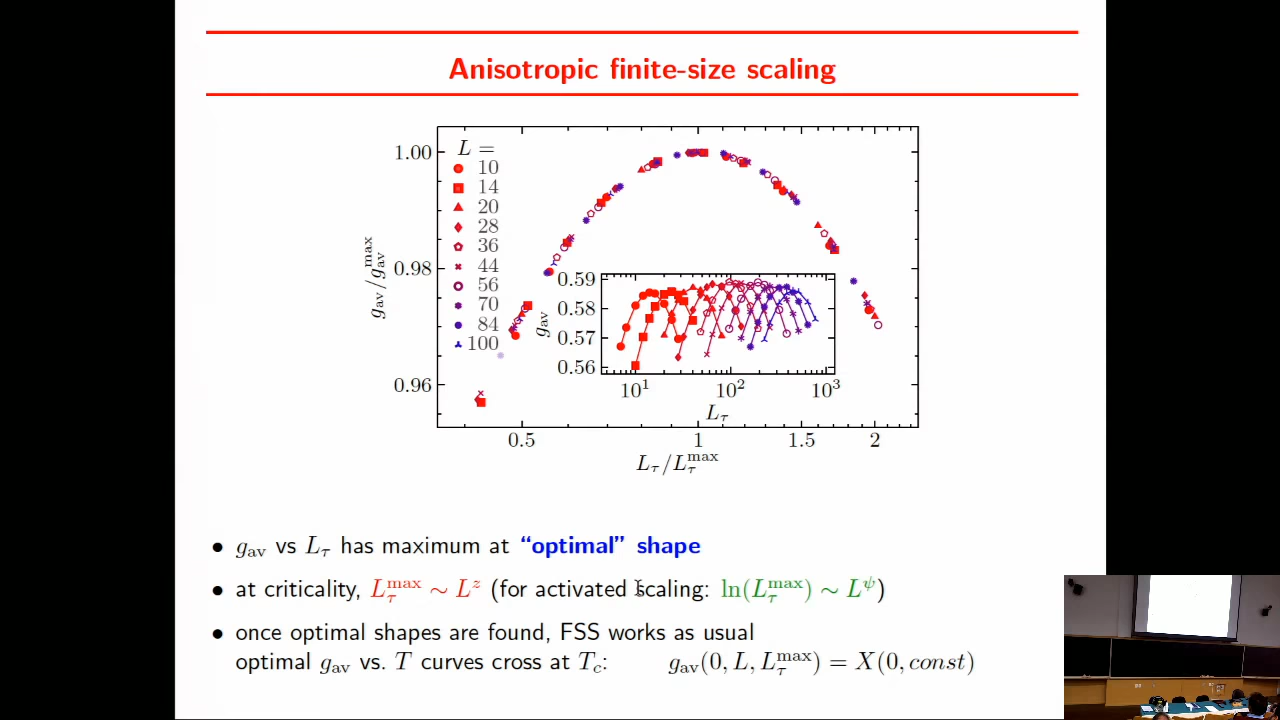 Anisotropic finite-size scaling
L =
10
14
20
28
36
44
56
70
84
100
1.00
0.98
0.96
g_av/g_av^max
0.5
1
1.5
2
L_τ/L_τ^max
0.59
0.58
0.57
0.56
g_av
10^1
10^2
10^3
L_τ
• g_av vs L_τ has maximum at “optimal” shape
• at criticality, L_τ^max ∼ L^z (for activated scaling: ln(L_τ^max) ∼ L^ψ)
• once optimal shapes are found, FSS works as usual
optimal g_av vs. T curves cross at T_c: g_av(0, L, L_τ^max) = X(0, const)